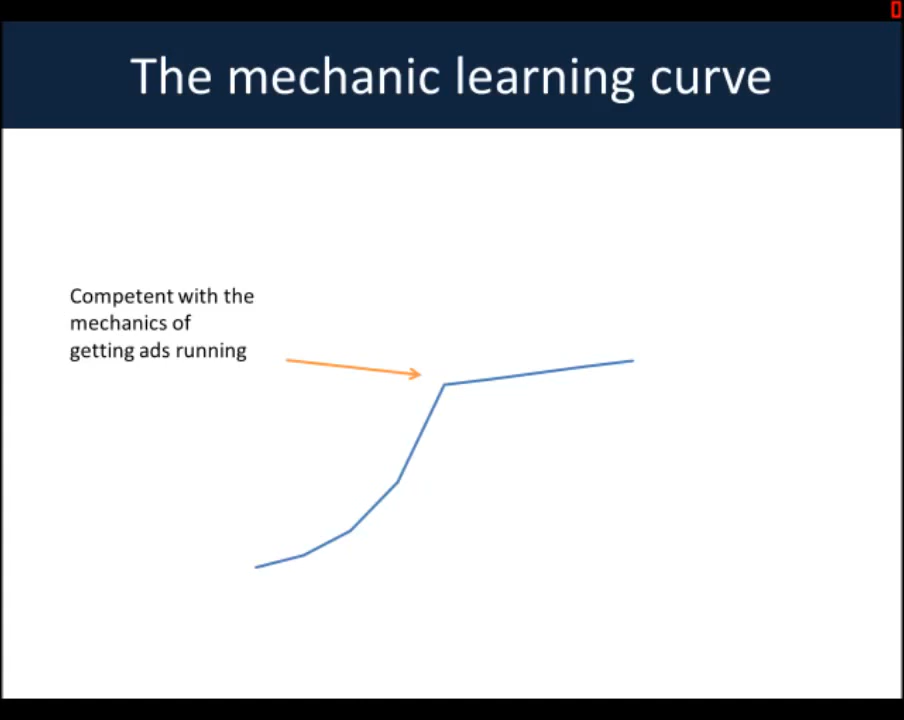 The mechanic learning curve
Competent with the
mechanics of
getting ads running